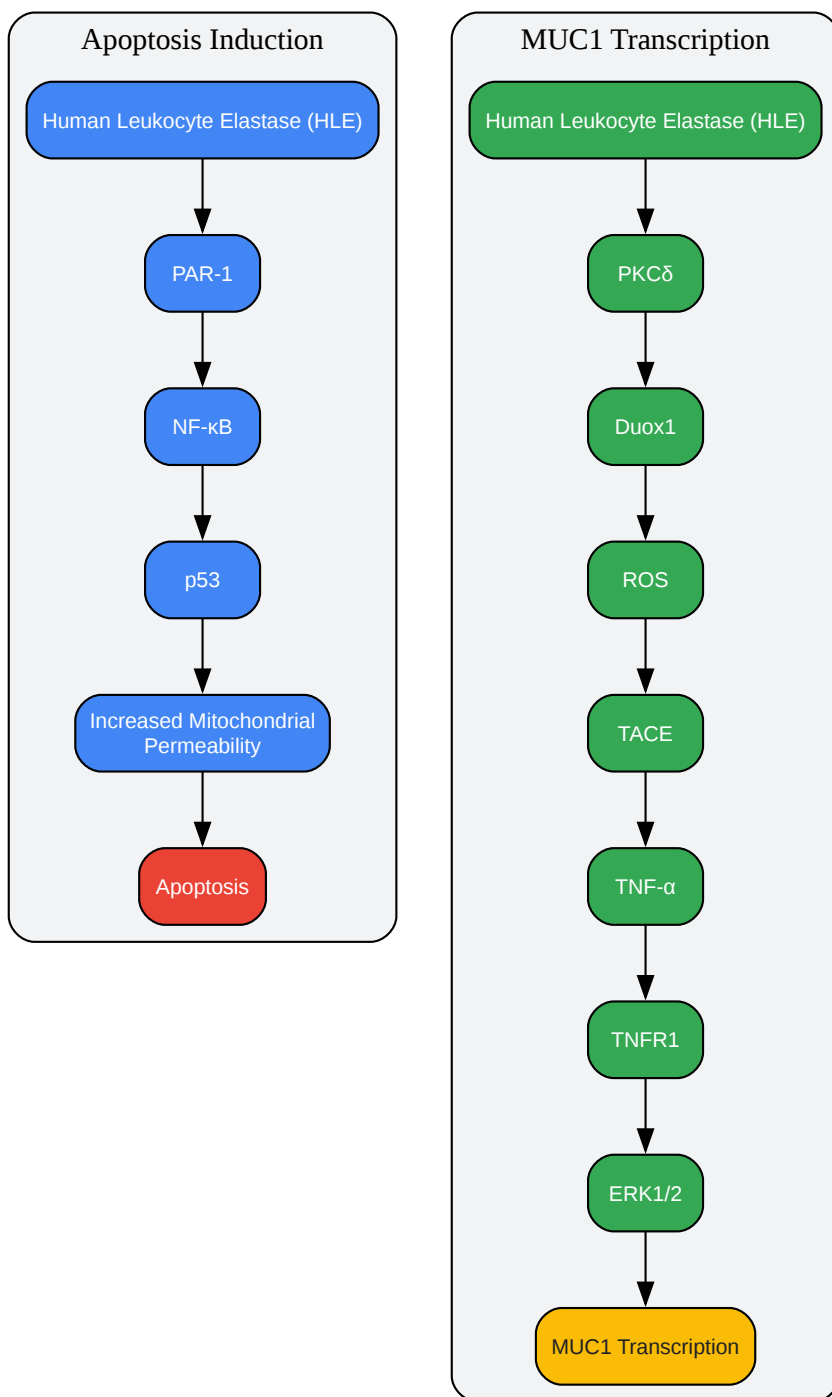 Apoptosis Induction
Human Leukocyte Elastase (HLE)
PAR-1
NF-κB
p53
Increased Mitochondrial
Permeability
Apoptosis
MUC1 Transcription
Human Leukocyte Elastase (HLE)
PKCδ
Duox1
ROS
TACE
TNF-α
TNFR1
ERK1/2
MUC1 Transcription